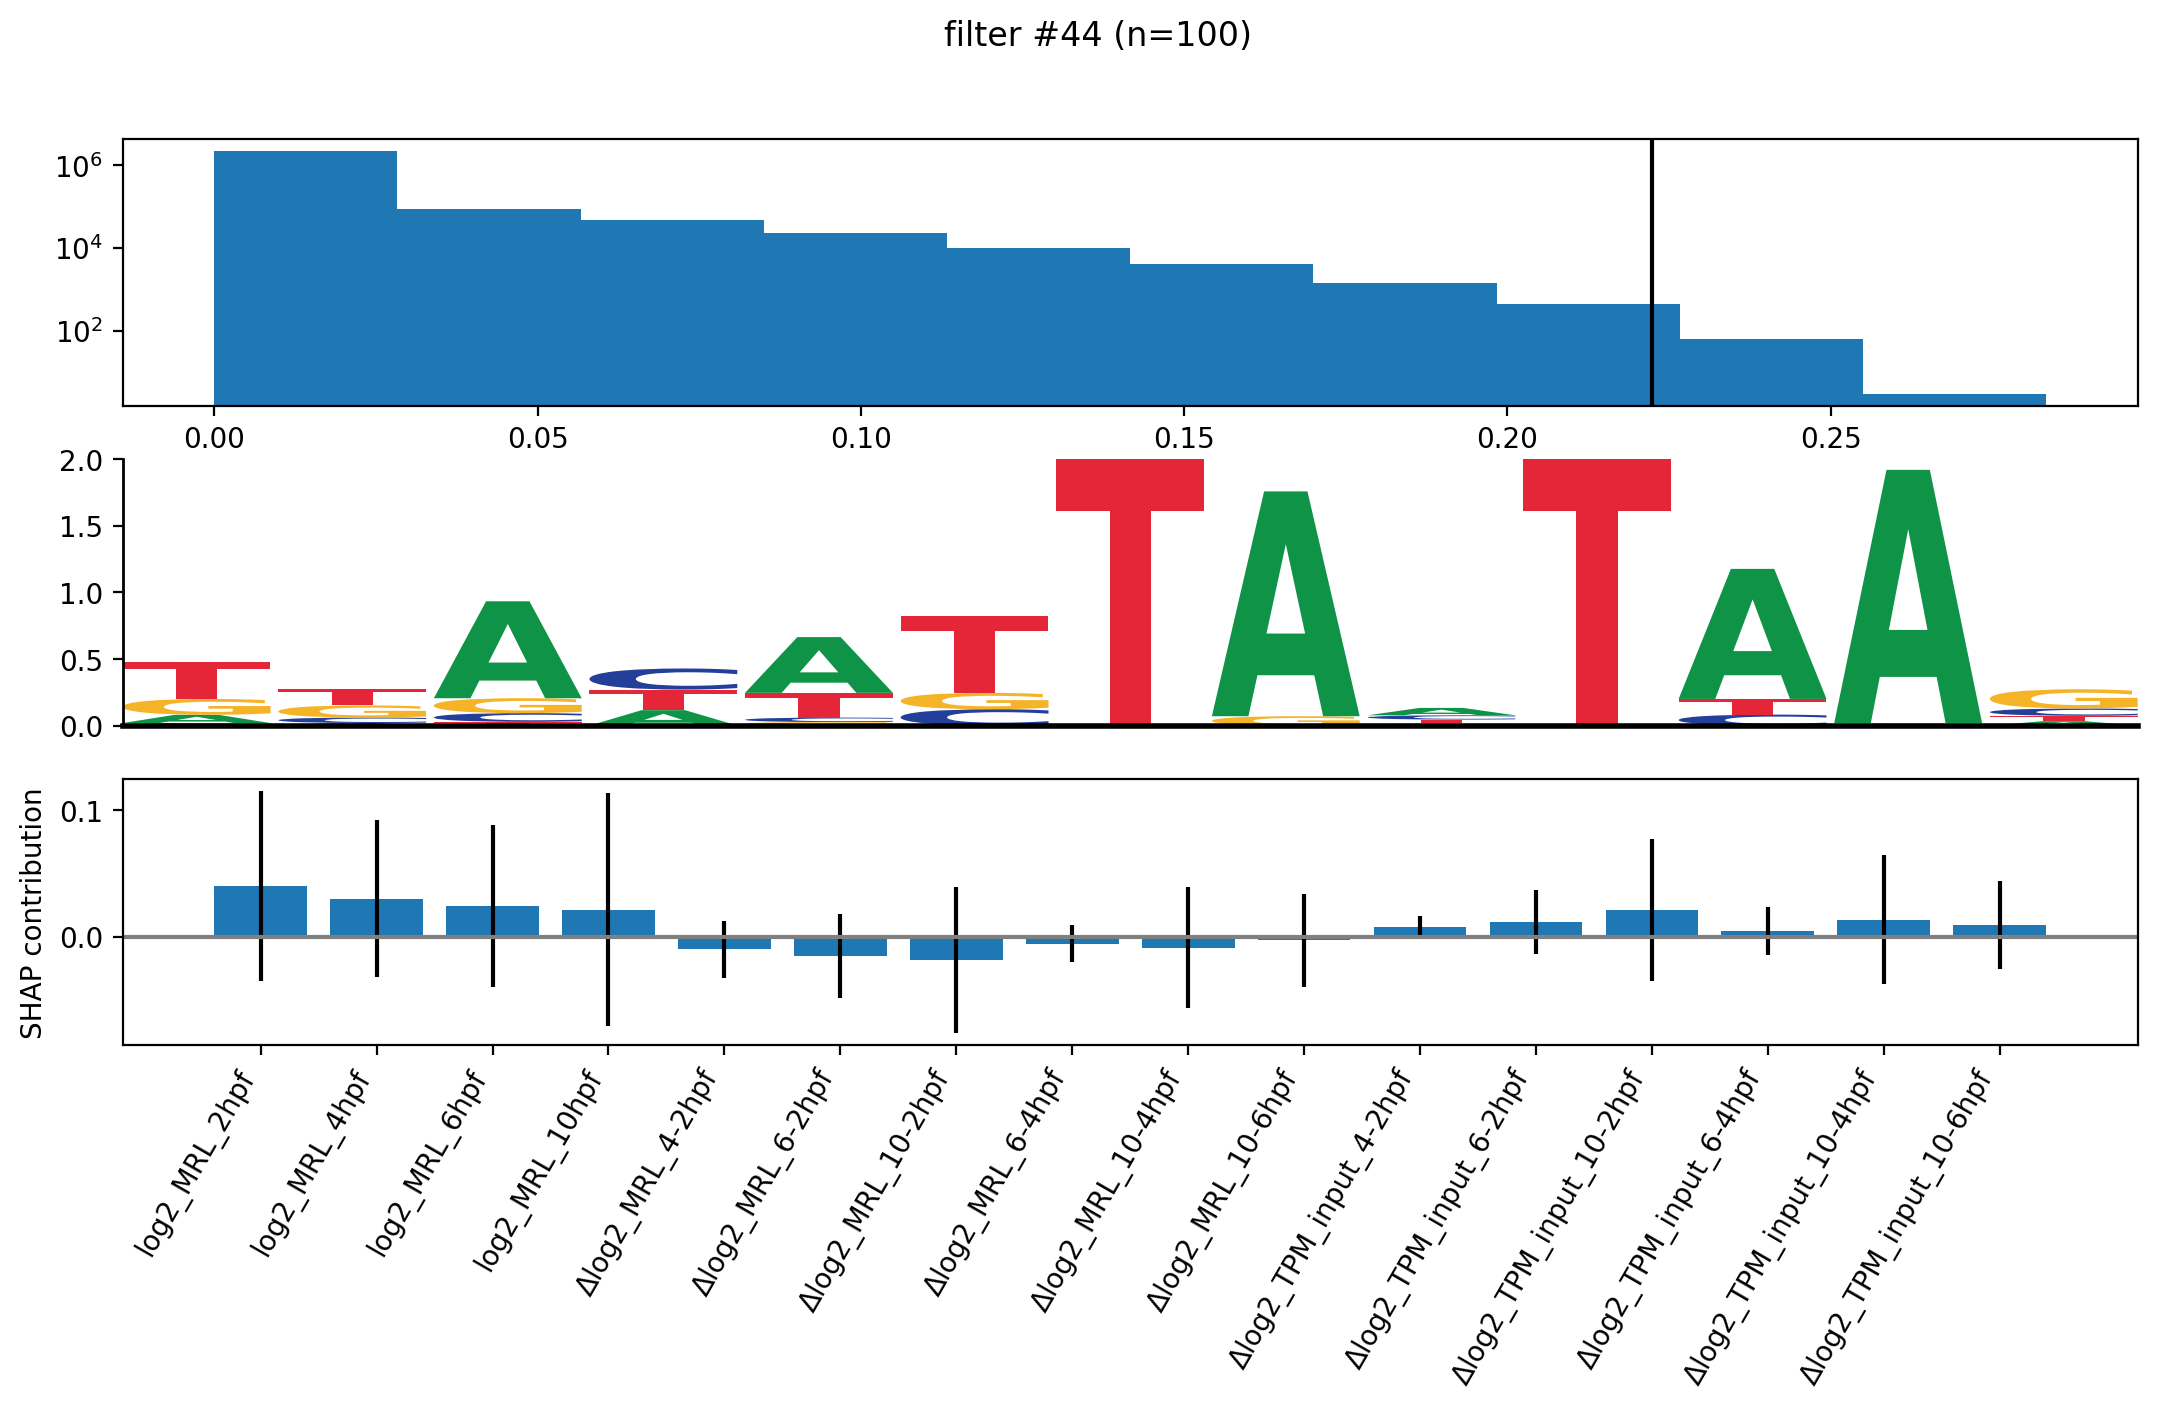 filter #44 (n=100)
10^6
10^4
10^2
0.00 0.05 0.10 0.15 0.20 0.25
2.0
1.5
1.0
0.5
0.0
SHAP contribution
0.1
0.0
log2_MRL_2hpf
log2_MRL_4hpf
log2_MRL_6hpf
log2_MRL_10hpf
Δlog2_MRL_4-2hpf
Δlog2_MRL_6-2hpf
Δlog2_MRL_10-2hpf
Δlog2_MRL_6-4hpf
Δlog2_MRL_10-4hpf
Δlog2_MRL_10-6hpf
Δlog2_TPM_input_4-2hpf
Δlog2_TPM_input_6-2hpf
Δlog2_TPM_input_10-2hpf
Δlog2_TPM_input_6-4hpf
Δlog2_TPM_input_10-4hpf
Δlog2_TPM_input_10-6hpf